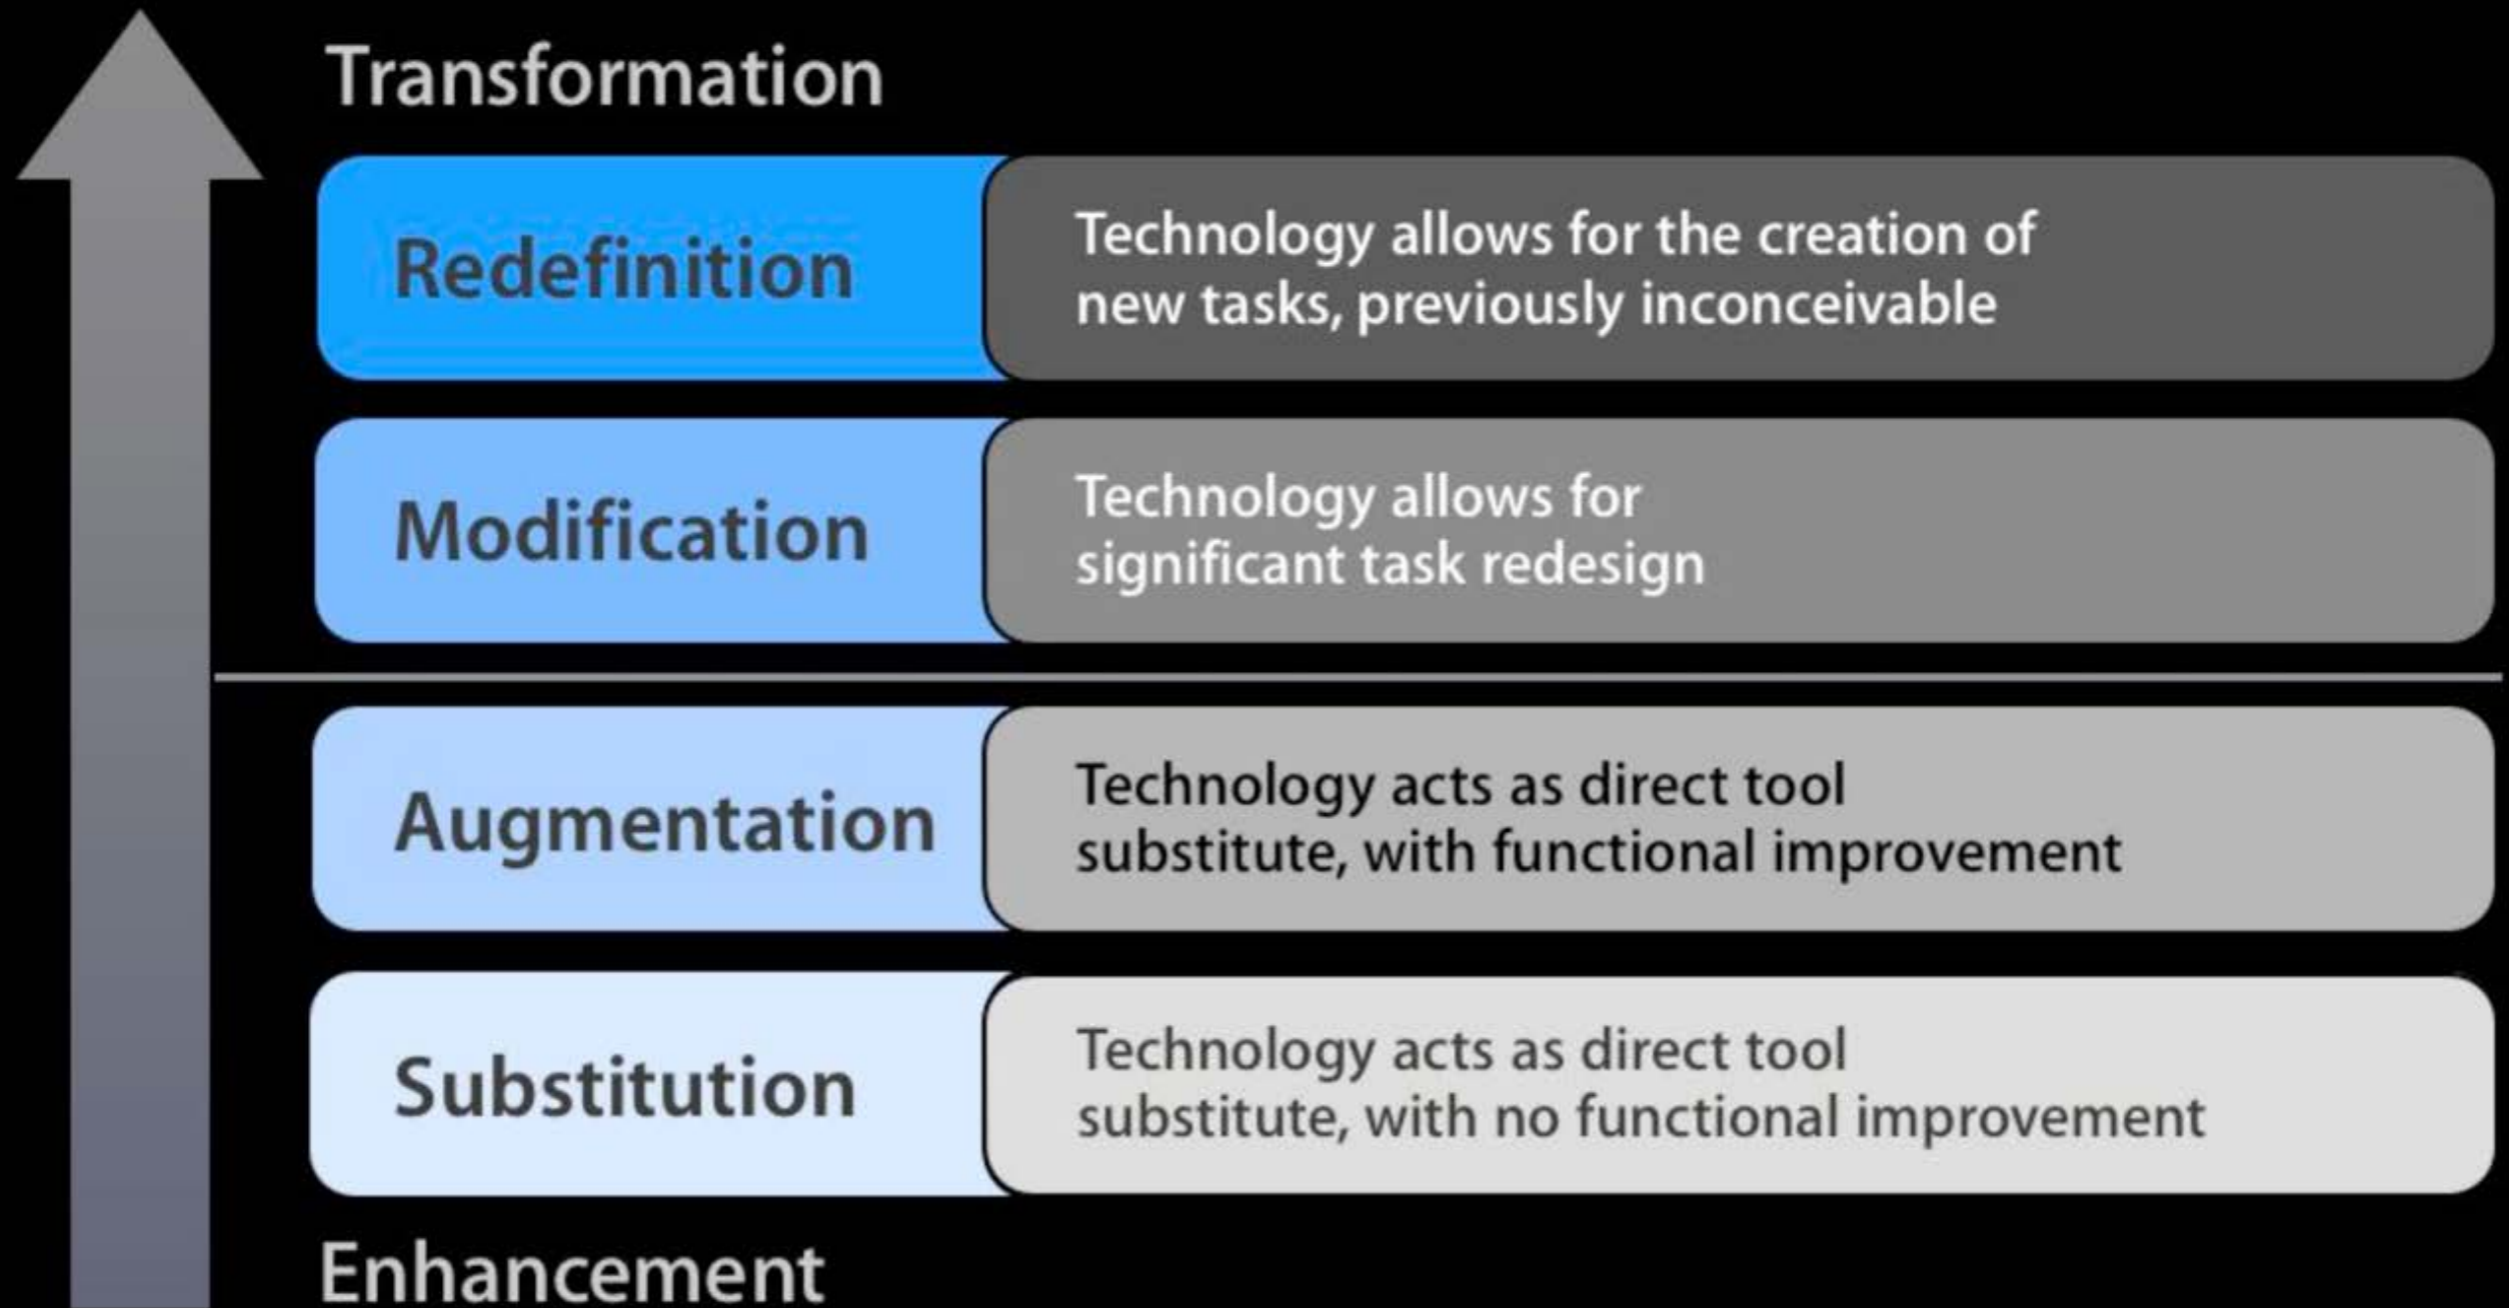 Transformation
Redefinition
Technology allows for the creation of
new tasks, previously inconceivable
Modification
Technology allows for
significant task redesign
Augmentation
Technology acts as direct tool
substitute, with functional improvement
Substitution
Technology acts as direct tool
substitute, with no functional improvement
Enhancement